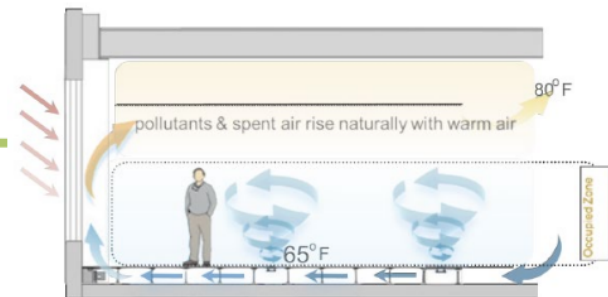 80°F
pollutants & spent air rise naturally with warm air
Occupied Zone
65°F